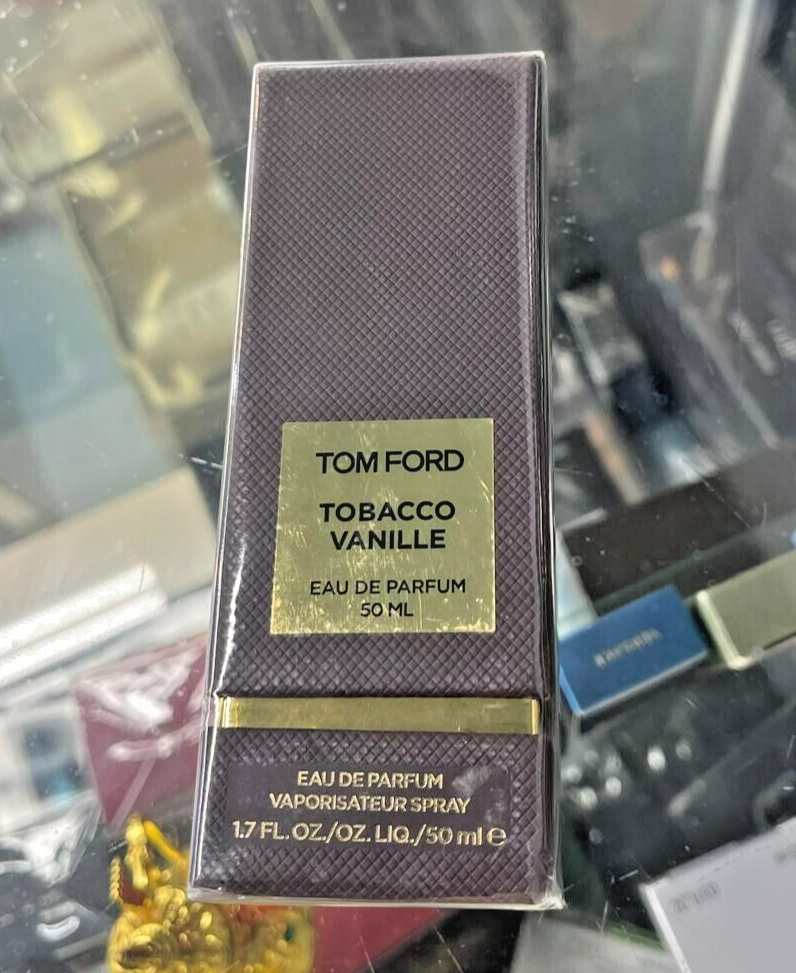 TOM FORD
TOBACCO
VANILLE
EAU DE PARFUM
50 ML
EAU DE PARFUM
VAPORISATEUR SPRAY
1.7 FL.OZ./OZ. LIQ./50 ml e